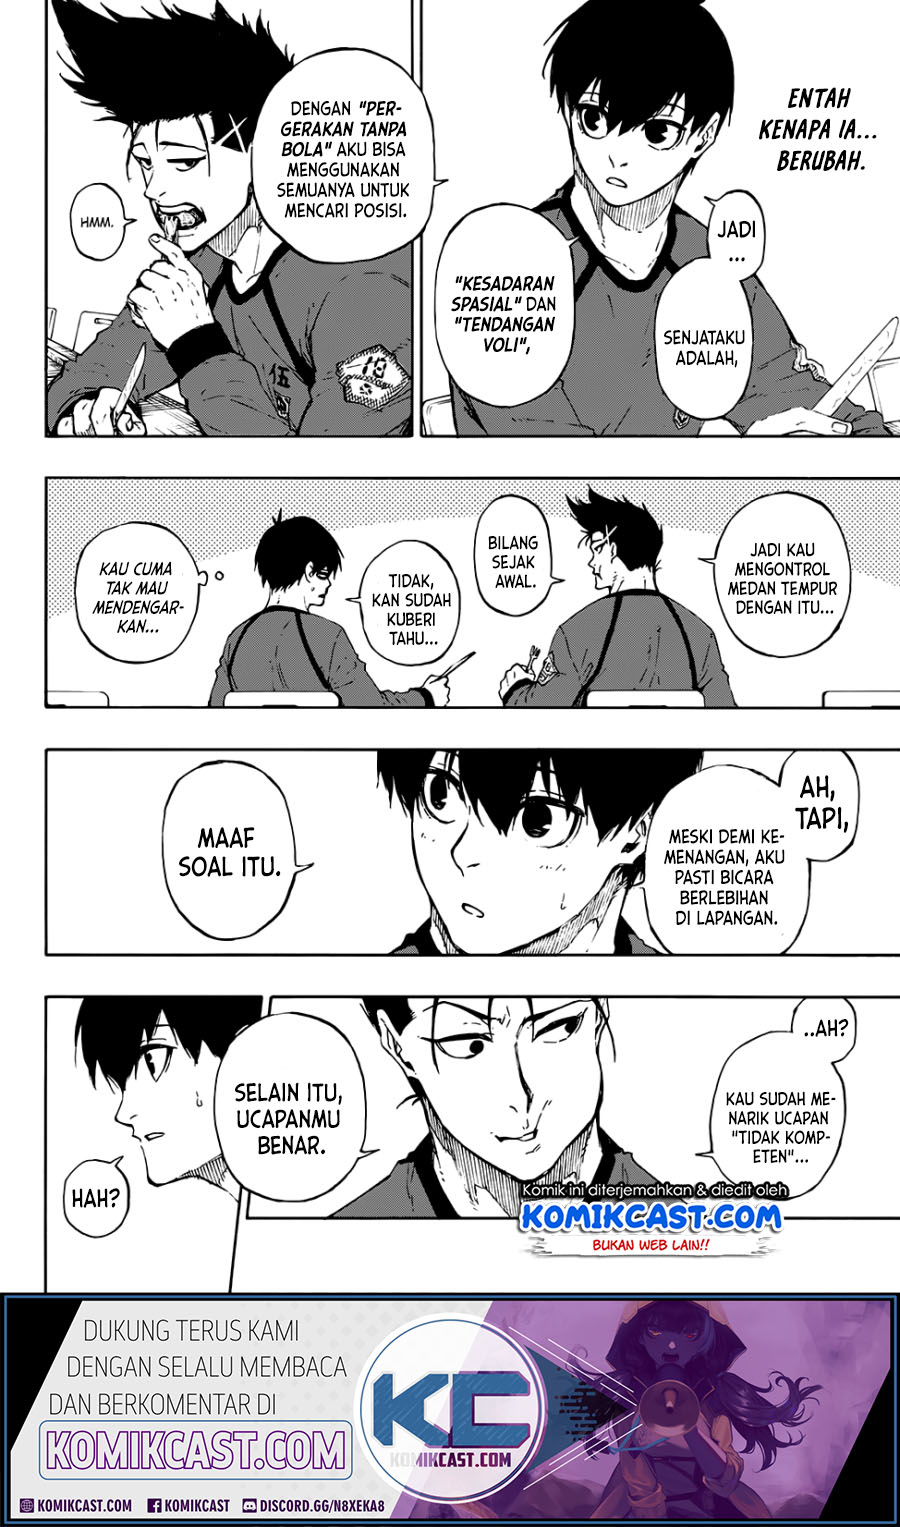 ENTAH
KENAPA IA...
BERUBAH.
JADI
...
SENJATAKU
ADALAH,
"KESADARAN
SPASIAL" DAN
"TENDANGAN
VOLI",
DENGAN "PER-
GERAKAN TANPA
BOLA" AKU BISA
MENGGUNAKAN
SEMUANYA UNTUK
MENCARI POSISI.
HMM.
伍
JADI KAU
MENGONTROL
MEDAN TEMPUR
DENGAN ITU...
BILANG
SEJAK
AWAL.
TIDAK,
KAN SUDAH
KUBERI
TAHU...
KAU CUMA
TAK MAU
MENDENGAR-
KAN...
AH,
TAPI,
MESKI DEMI KE-
MENANGAN, AKU
PASTI BICARA
BERLEBIHAN
DI LAPANGAN.
MAAF
SOAL ITU.
..AH?
KAU SUDAH ME-
NARIK UCAPAN
"TIDAK KOMP-
ETEN"...
SELAIN ITU,
UCAPANMU
BENAR.
HAH?
Komik ini diterjemahkan & diedit oleh
KOMIKCAST.COM
BUKAN WEB LAIN!!
DUKUNG TERUS KAMI
DENGAN SELALU MEMBACA
DAN BERKOMENTAR DI
KOMIKCAST.COM
KC
KOMIKCAST.COM
KOMIKCAST.COM
KOMIKCAST
DISCORD.GG/N8XEKA8